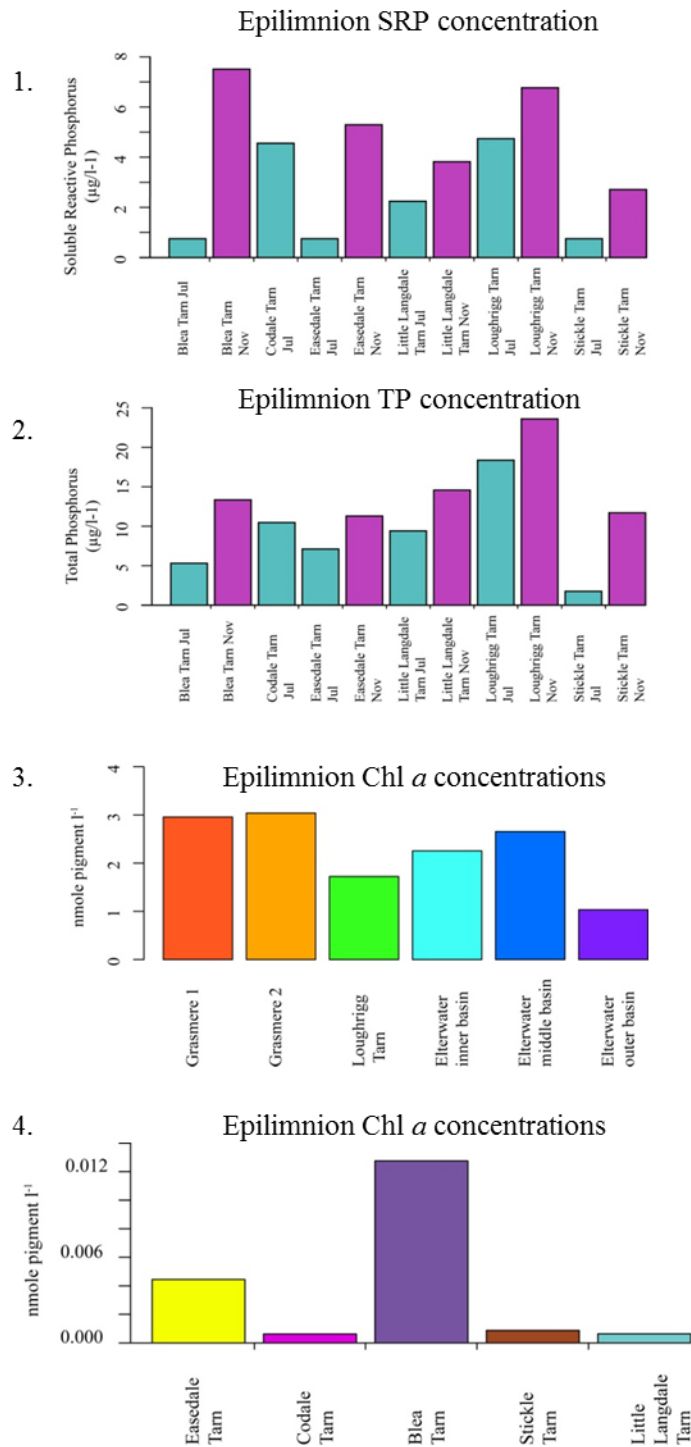 Epilimnion SRP concentration
1.
Soluble Reactive Phosphorus
(µg/l-1)
0
2
4
6
8
Blea Tarn Jul
Blea Tarn
Nov
Codale Tarn
Jul
Easedale Tarn
Jul
Easedale Tarn
Nov
Little Langdale
Tarn Jul
Little Langdale
Tarn Nov
Loughrigg Tarn
Jul
Loughrigg Tarn
Nov
Stickle Tarn
Jul
Stickle Tarn
Nov
Epilimnion TP concentration
2.
Total Phosphorus
(µg/l-1)
0
5
10
15
20
25
Blea Tarn Jul
Blea Tarn Nov
Codale Tarn
Jul
Easedale Tarn
Jul
Easedale Tarn
Nov
Little Langdale
Tarn Jul
Little Langdale
Tarn Nov
Loughrigg Tarn
Jul
Loughrigg Tarn
Nov
Stickle Tarn
Jul
Stickle Tarn
Nov
3.
Epilimnion Chl a concentrations
nmole pigment l-1
0
1
2
3
4
Grasmere 1
Grasmere 2
Loughrigg
Tarn
Elterwater
inner basin
Elterwater
middle basin
Elterwater
outer basin
4.
Epilimnion Chl a concentrations
nmole pigment l-1
0.012
0.006
0.000
Easedale
Tarn
Codale
Tarn
Blea
Tarn
Stickle
Tarn
Little
Langdale
Tarn